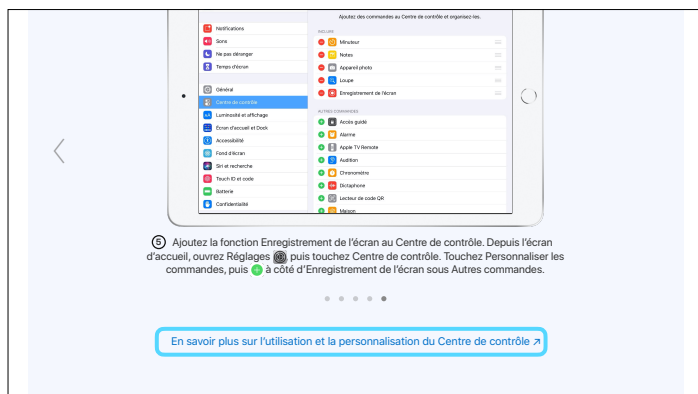 Ajoutez des commandes au Centre de contrôle et organisez-les.
Notifications
Sons
Ne pas déranger
Temps d'écran
Général
Centre de contrôle
Luminosité et affichage
Écran d'accueil et Dock
Accessibilité
Fond d'écran
Siri et recherche
Touch ID et code
Batterie
Confidentialité
INCLURE
Minuteur
Notes
Appareil photo
Loupe
Enregistrement de l'écran
AUTRES COMMANDES
Accès guidé
Alarme
Apple TV Remote
Audition
Chronomètre
Dictaphone
Lecteur de code QR
Maison
5 Ajoutez la fonction Enregistrement de l'écran au Centre de contrôle. Depuis l'écran
d'accueil, ouvrez Réglages , puis touchez Centre de contrôle. Touchez Personnaliser les
commandes, puis + à côté d'Enregistrement de l'écran sous Autres commandes.
En savoir plus sur l'utilisation et la personnalisation du Centre de contrôle ↗